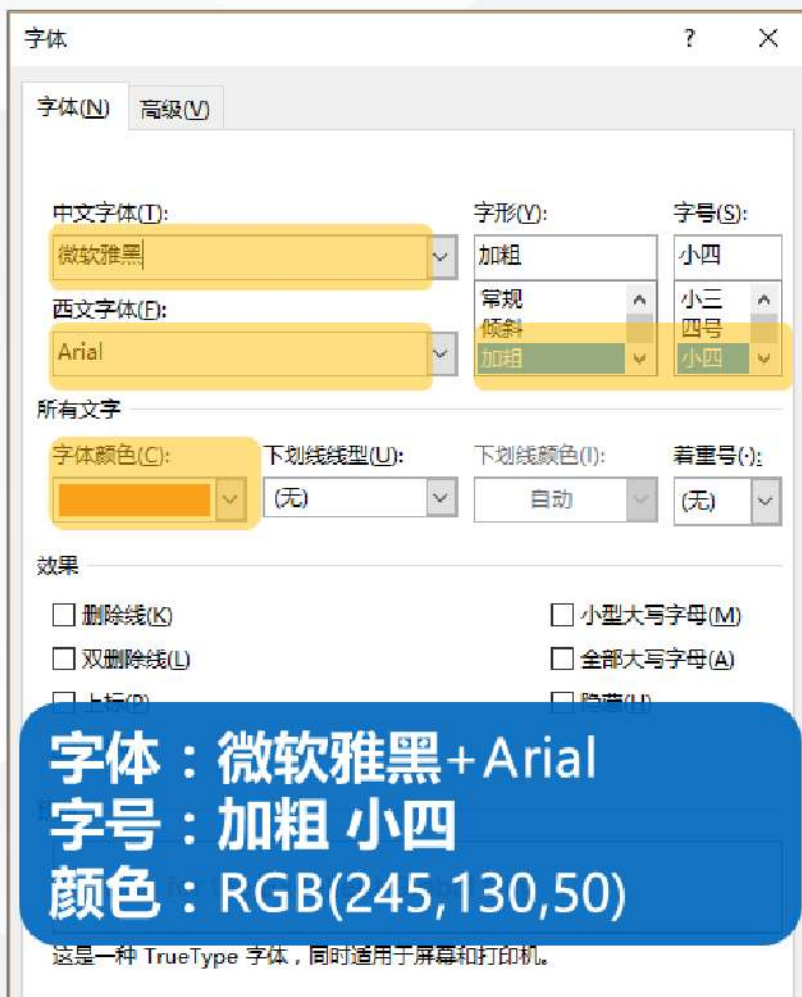 字体 ?
字体(N) 高级(V)
中文字体(T): 字形(Y): 字号(S):
微软雅黑 加粗 小四
西文字体(F): 常规 小三
倾斜 四号
Arial 加粗 小四
所有文字
字体颜色(C): 下划线线型(U): 下划线颜色(I): 着重号(·):
(无) 自动 (无)
效果
删除线(K) 小型大写字母(M)
双删除线(L) 全部大写字母(A)
上标(P) 隐藏(H)
字体：微软雅黑+Arial
字号：加粗 小四
颜色：RGB(245,130,50)
这是一种 TrueType 字体，同时适用于屏幕和打印机。